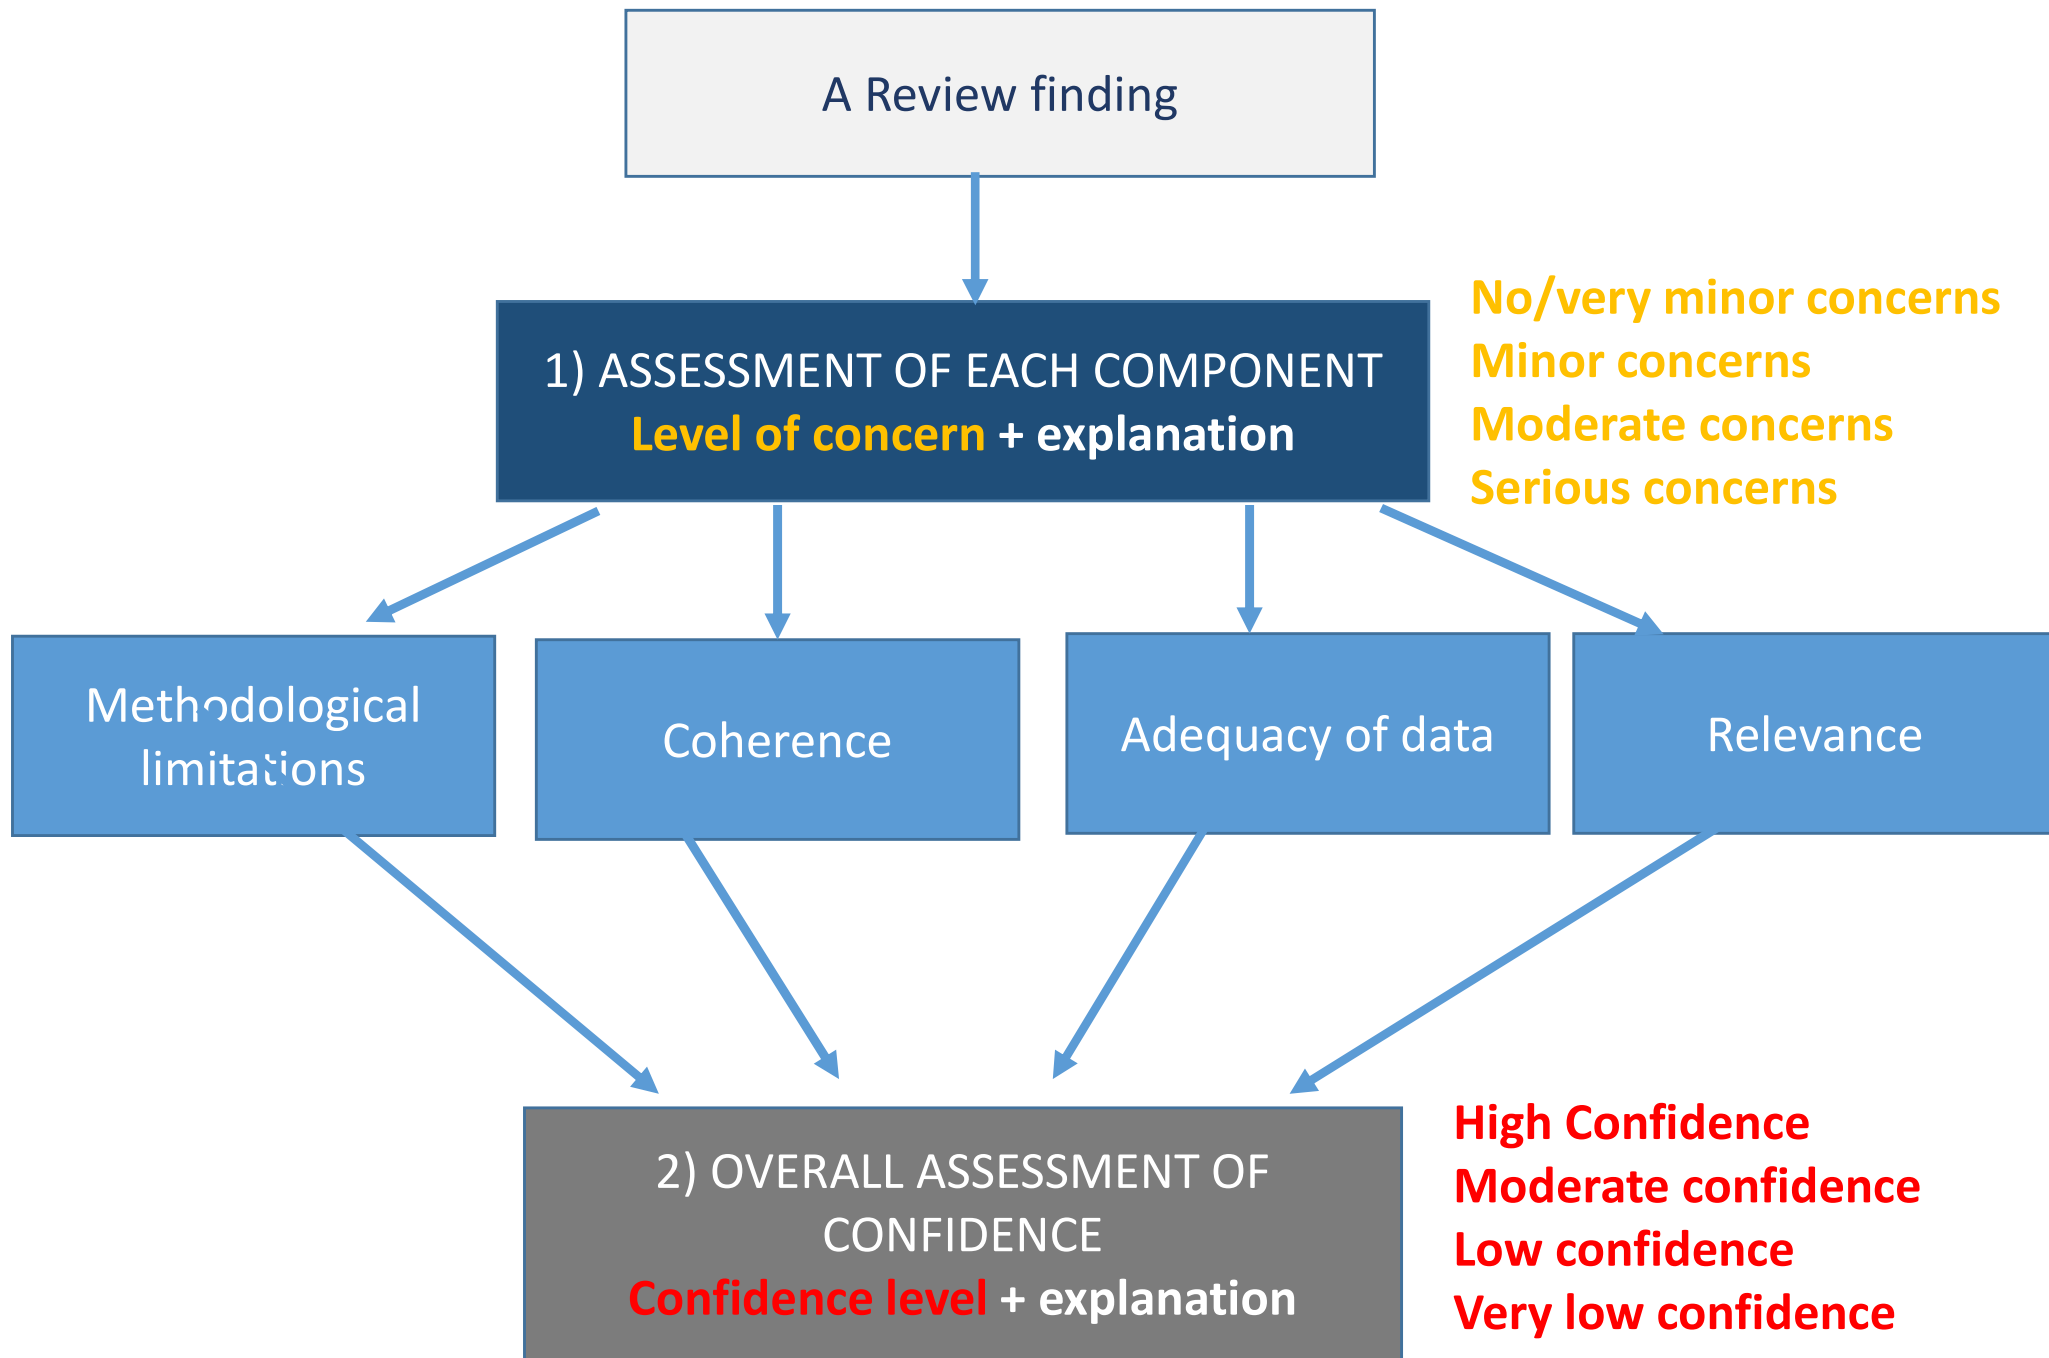 A Review finding
1) ASSESSMENT OF EACH COMPONENT
Level of concern + explanation
No/very minor concerns
Minor concerns
Moderate concerns
Serious concerns
Methodological
limitations
Coherence
Adequacy of data
Relevance
2) OVERALL ASSESSMENT OF
CONFIDENCE
Confidence level + explanation
High Confidence
Moderate confidence
Low confidence
Very low confidence